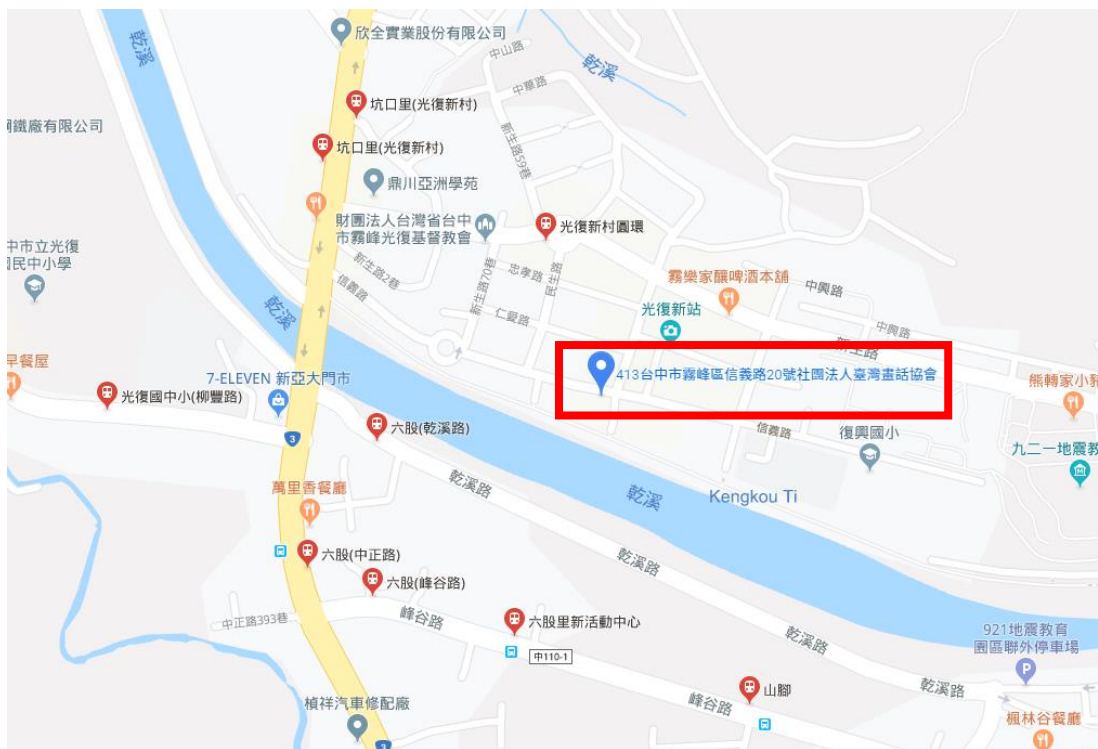 欣全實業股份有限公司
乾溪
中山路
乾溪
中華路
坑口里(光復新村)
鐵廠有限公司
坑口里(光復新村)
新生路59巷
鼎川亞洲學苑
財團法人台灣省台中
市霧峰光復基督教會
光復新村圓環
中市立光復
國民中小學
新生路2巷
新生路70巷
忠孝路
民生路
霧樂家釀啤酒本舖
中興路
信義路
光復新站
仁愛路
中興路
新生路
乾溪
早餐屋
7-ELEVEN 新亞大門市
413台中市霧峰區信義路20號社團法人臺灣畫話協會
熊轉家小豬
光復國中小(柳豐路)
六股(乾溪路)
信義路
復興國小
3
九二一地震教
乾溪路
萬里香餐廳
乾溪
Kengkou Ti
六股(中正路)
乾溪路
六股(峰谷路)
中正路393巷
峰谷路
六股里新活動中心
中110-1
乾溪路
921地震教育
園區聯外停車場
P
山腳
乾溪路
峰谷路
楨祥汽車修配廠
楓林谷餐廳
3